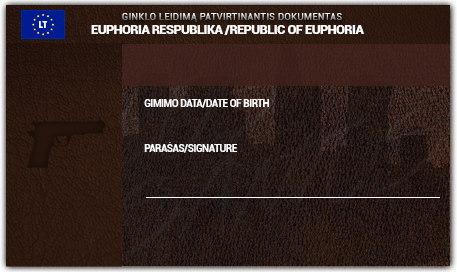 GINKLO LEIDIMA PATVIRTINANTIS DOKUMENTAS
LT
EUPHORIA RESPUBLIKA /REPUBLIC OF EUPHORIA
GIMIMO DATA/DATE OF BIRTH
PARAŠAS/SIGNATURE